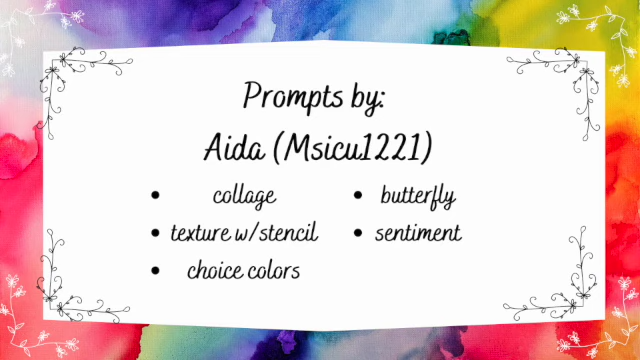 Prompts by:
Aida (Msicu1221)
• collage
• texture w/stencil
• choice colors
• butterfly
• sentiment